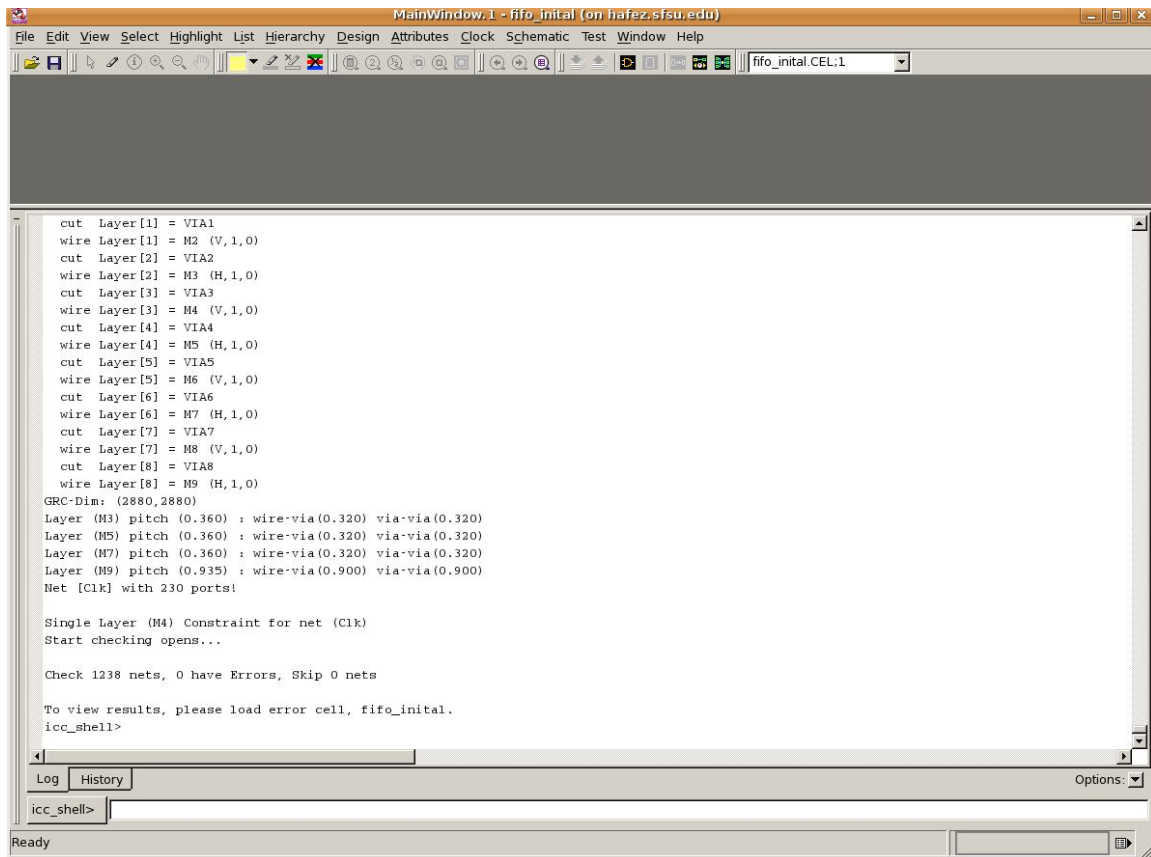 MainWindow.1 - fifo_inital (on hafez.sfsu.edu)
File Edit View Select Highlight List Hierarchy Design Attributes Clock Schematic Test Window Help
fifo_inital.CEL;1
cut Layer[1] = VIA1
wire Layer[1] = M2 (V,1,0)
cut Layer[2] = VIA2
wire Layer[2] = M3 (H,1,0)
cut Layer[3] = VIA3
wire Layer[3] = M4 (V,1,0)
cut Layer[4] = VIA4
wire Layer[4] = M5 (H,1,0)
cut Layer[5] = VIA5
wire Layer[5] = M6 (V,1,0)
cut Layer[6] = VIA6
wire Layer[6] = M7 (H,1,0)
cut Layer[7] = VIA7
wire Layer[7] = M8 (V,1,0)
cut Layer[8] = VIA8
wire Layer[8] = M9 (H,1,0)
GRC-Dim: (2880,2880)
Layer (M3) pitch (0.360) : wire-via(0.320) via-via(0.320)
Layer (M5) pitch (0.360) : wire-via(0.320) via-via(0.320)
Layer (M7) pitch (0.360) : wire-via(0.320) via-via(0.320)
Layer (M9) pitch (0.935) : wire-via(0.900) via-via(0.900)
Net [Clk] with 230 ports!
Single Layer (M4) Constraint for net (Clk)
Start checking opens...
Check 1238 nets, 0 have Errors, Skip 0 nets
To view results, please load error cell, fifo_inital.
icc_shell>
Log History Options:
icc_shell>
Ready